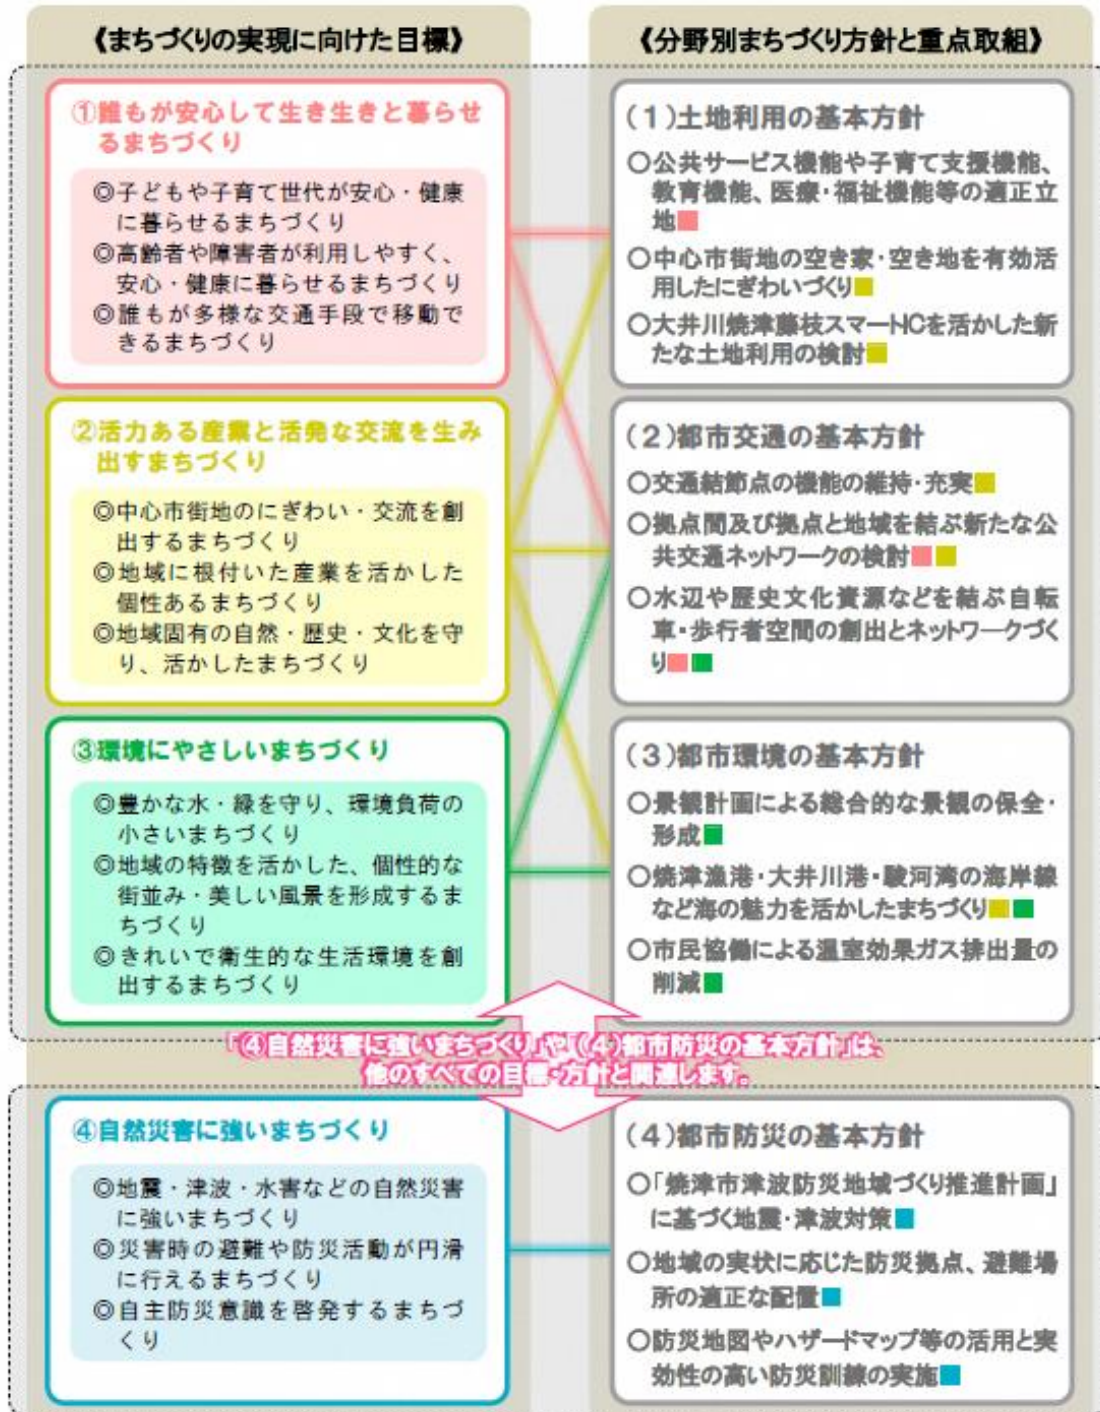 《まちづくりの実現に向けた目標》
①誰もが安心して生き生きと暮らせ
るまちづくり
◎子どもや子育て世代が安心・健康
に暮らせるまちづくり
◎高齢者や障害者が利用しやすく、
安心・健康に暮らせるまちづくり
◎誰もが多様な交通手段で移動で
きるまちづくり
②活力ある産業と活発な交流を生み
出すまちづくり
◎中心市街地のにぎわい・交流を創
出するまちづくり
◎地域に根付いた産業を活かした
個性あるまちづくり
◎地域固有の自然・歴史・文化を守
り、活かしたまちづくり
③環境にやさしいまちづくり
◎豊かな水・緑を守り、環境負荷の
小さいまちづくり
◎地域の特徴を活かした、個性的な
街並み・美しい風景を形成するま
ちづくり
◎きれいで衛生的な生活環境を創
出するまちづくり
《分野別まちづくり方針と重点取組》
(1)土地利用の基本方針
○公共サービス機能や子育て支援機能、
教育機能、医療・福祉機能等の適正立
地
○中心市街地の空き家・空き地を有効活
用したにぎわいづくり
○大井川焼津藤枝スマートICを活かした新
たな土地利用の検討
(2)都市交通の基本方針
○交通結節点の機能の維持・充実
○拠点間及び拠点と地域を結ぶ新たな公
共交通ネットワークの検討
○水辺や歴史文化資源などを結ぶ自転
車・歩行者空間の創出とネットワークづく
り
(3)都市環境の基本方針
○景観計画による総合的な景観の保全・
形成
○焼津漁港・大井川港・駿河湾の海岸線
など海の魅力を活かしたまちづくり
○市民協働による温室効果ガス排出量の
削減
「④自然災害に強いまちづくり」や「(4)都市防災の基本方針」は、
他のすべての目標・方針と関連します。
④自然災害に強いまちづくり
◎地震・津波・水害などの自然災害
に強いまちづくり
◎災害時の避難や防災活動が円滑
に行えるまちづくり
◎自主防災意識を啓発するまちづ
くり
(4)都市防災の基本方針
○「焼津市津波防災地域づくり推進計画」
に基づく地震・津波対策
○地域の実状に応じた防災拠点、避難場
所の適正な配置
○防災地図やハザードマップ等の活用と実
効性の高い防災訓練の実施